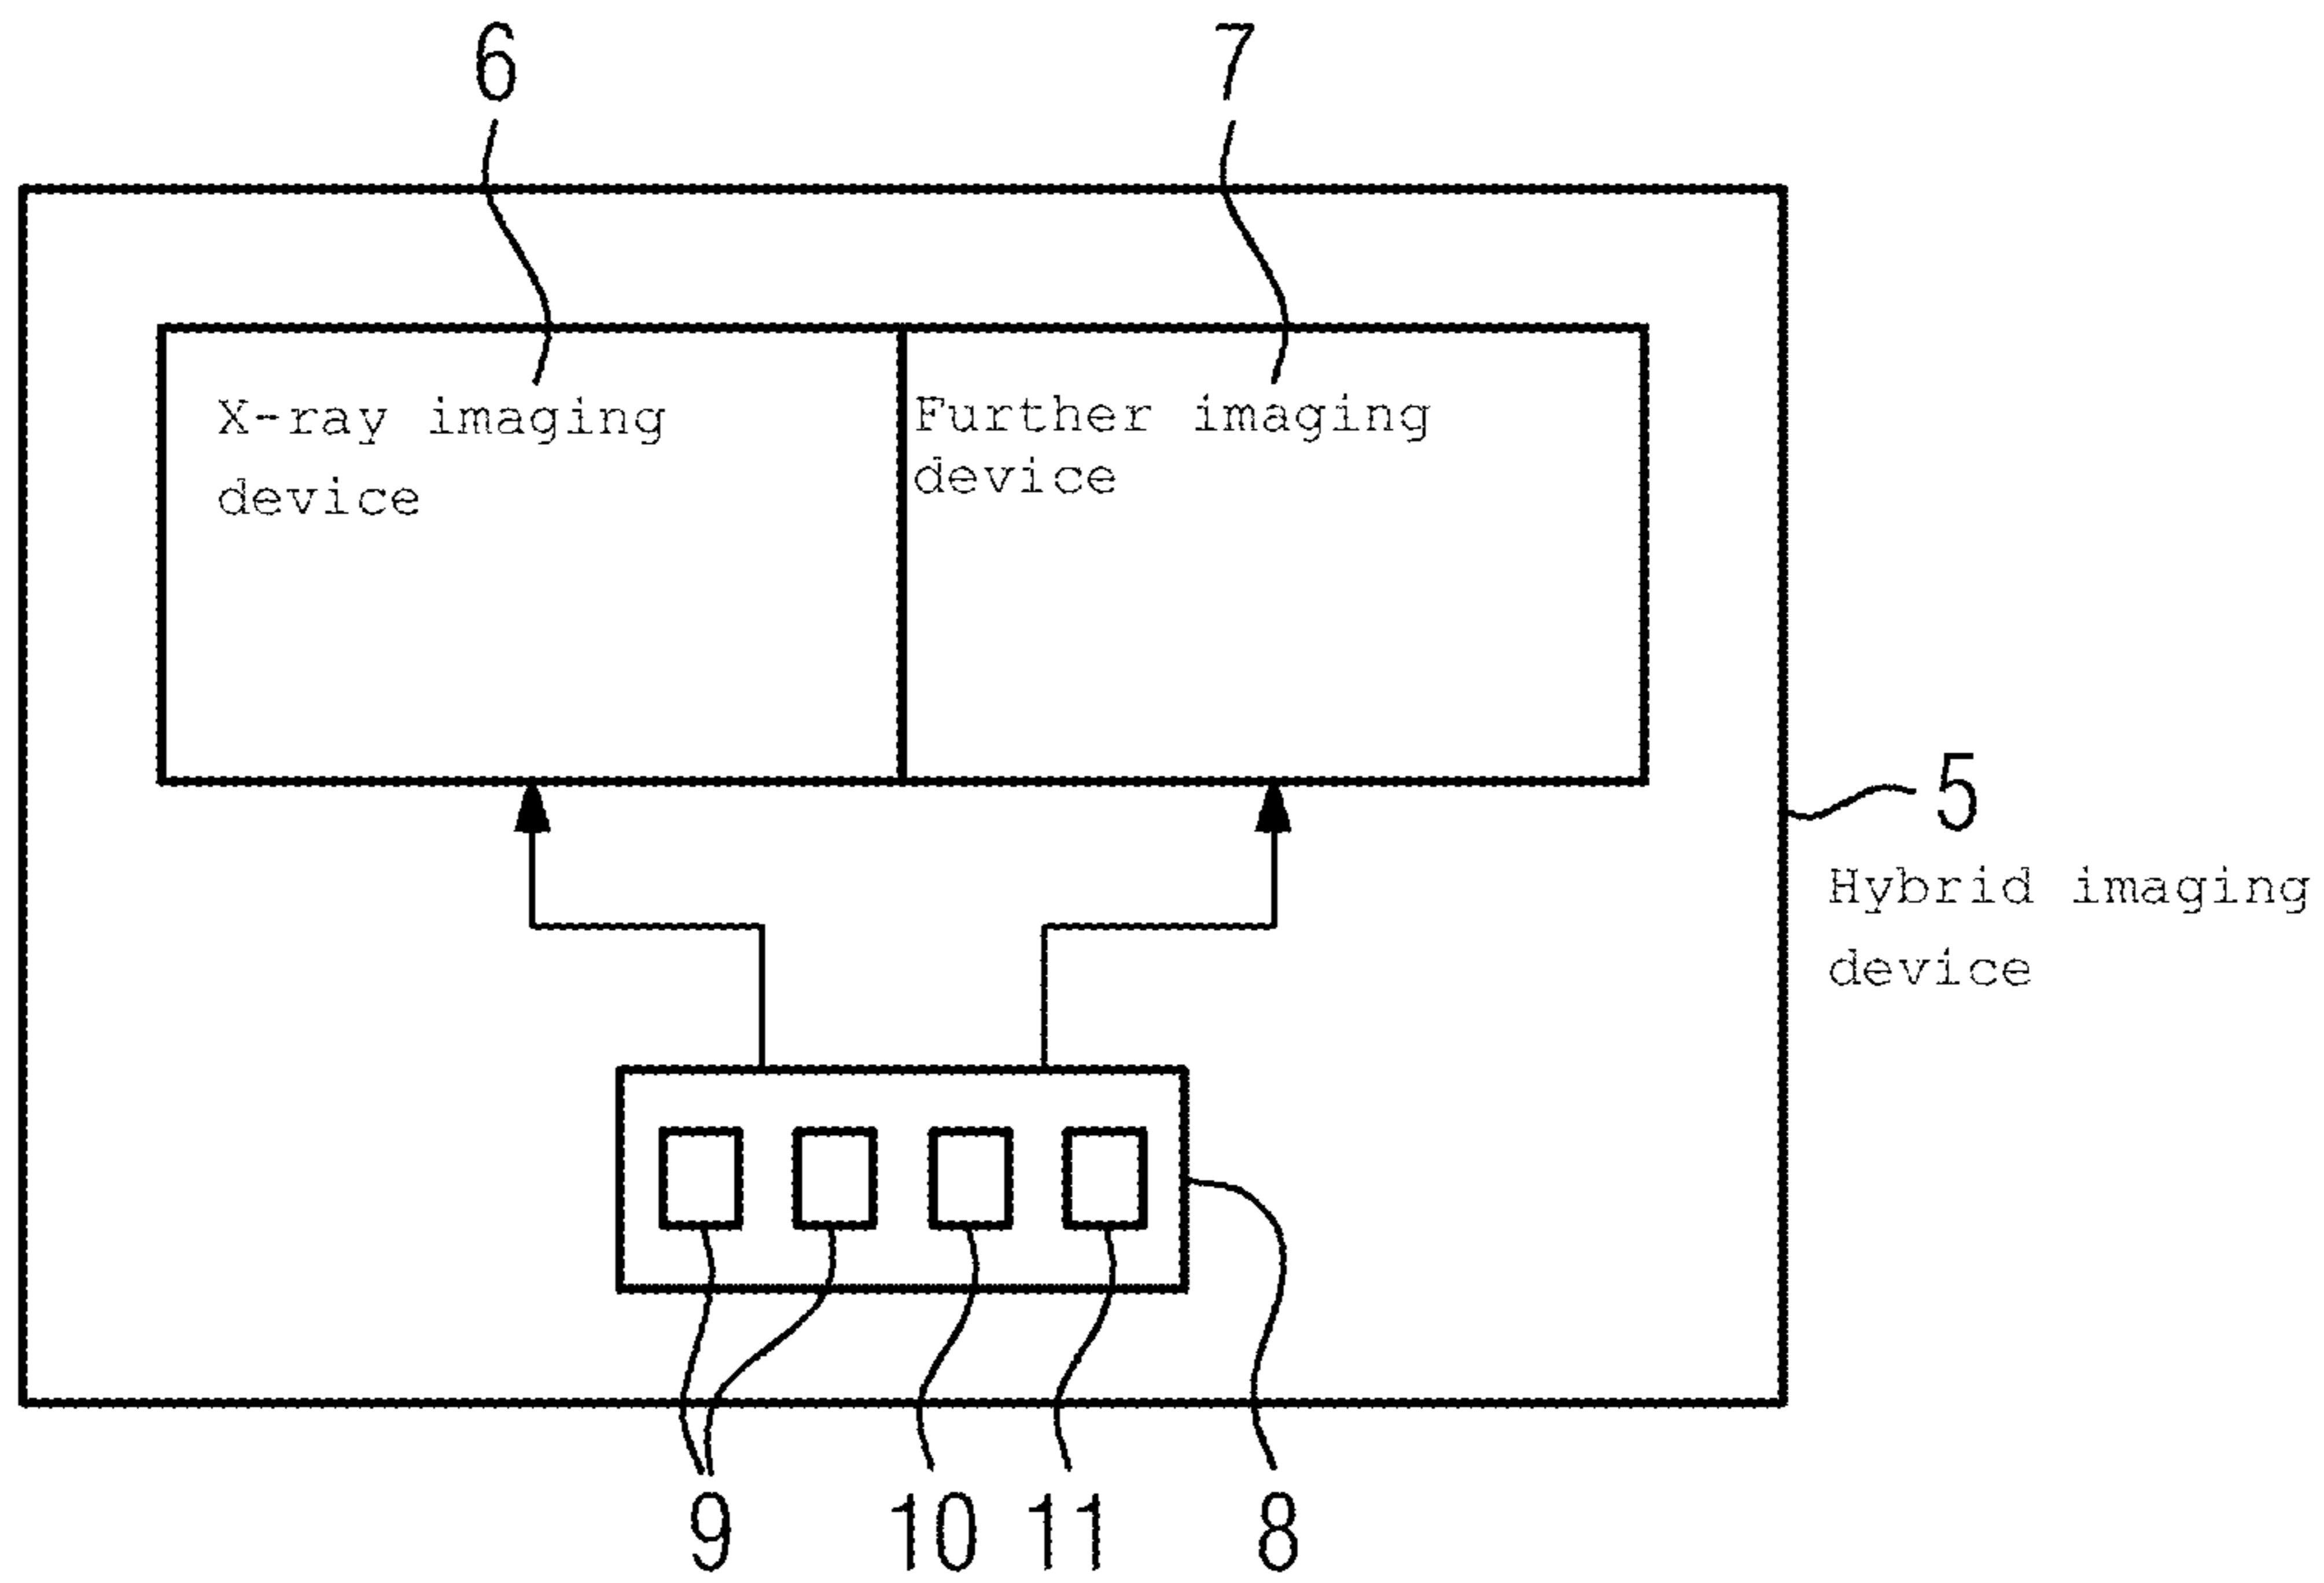 6
7
X-ray imaging
device
Further imaging
device
5
Hybrid imaging
device
9
10
11
8